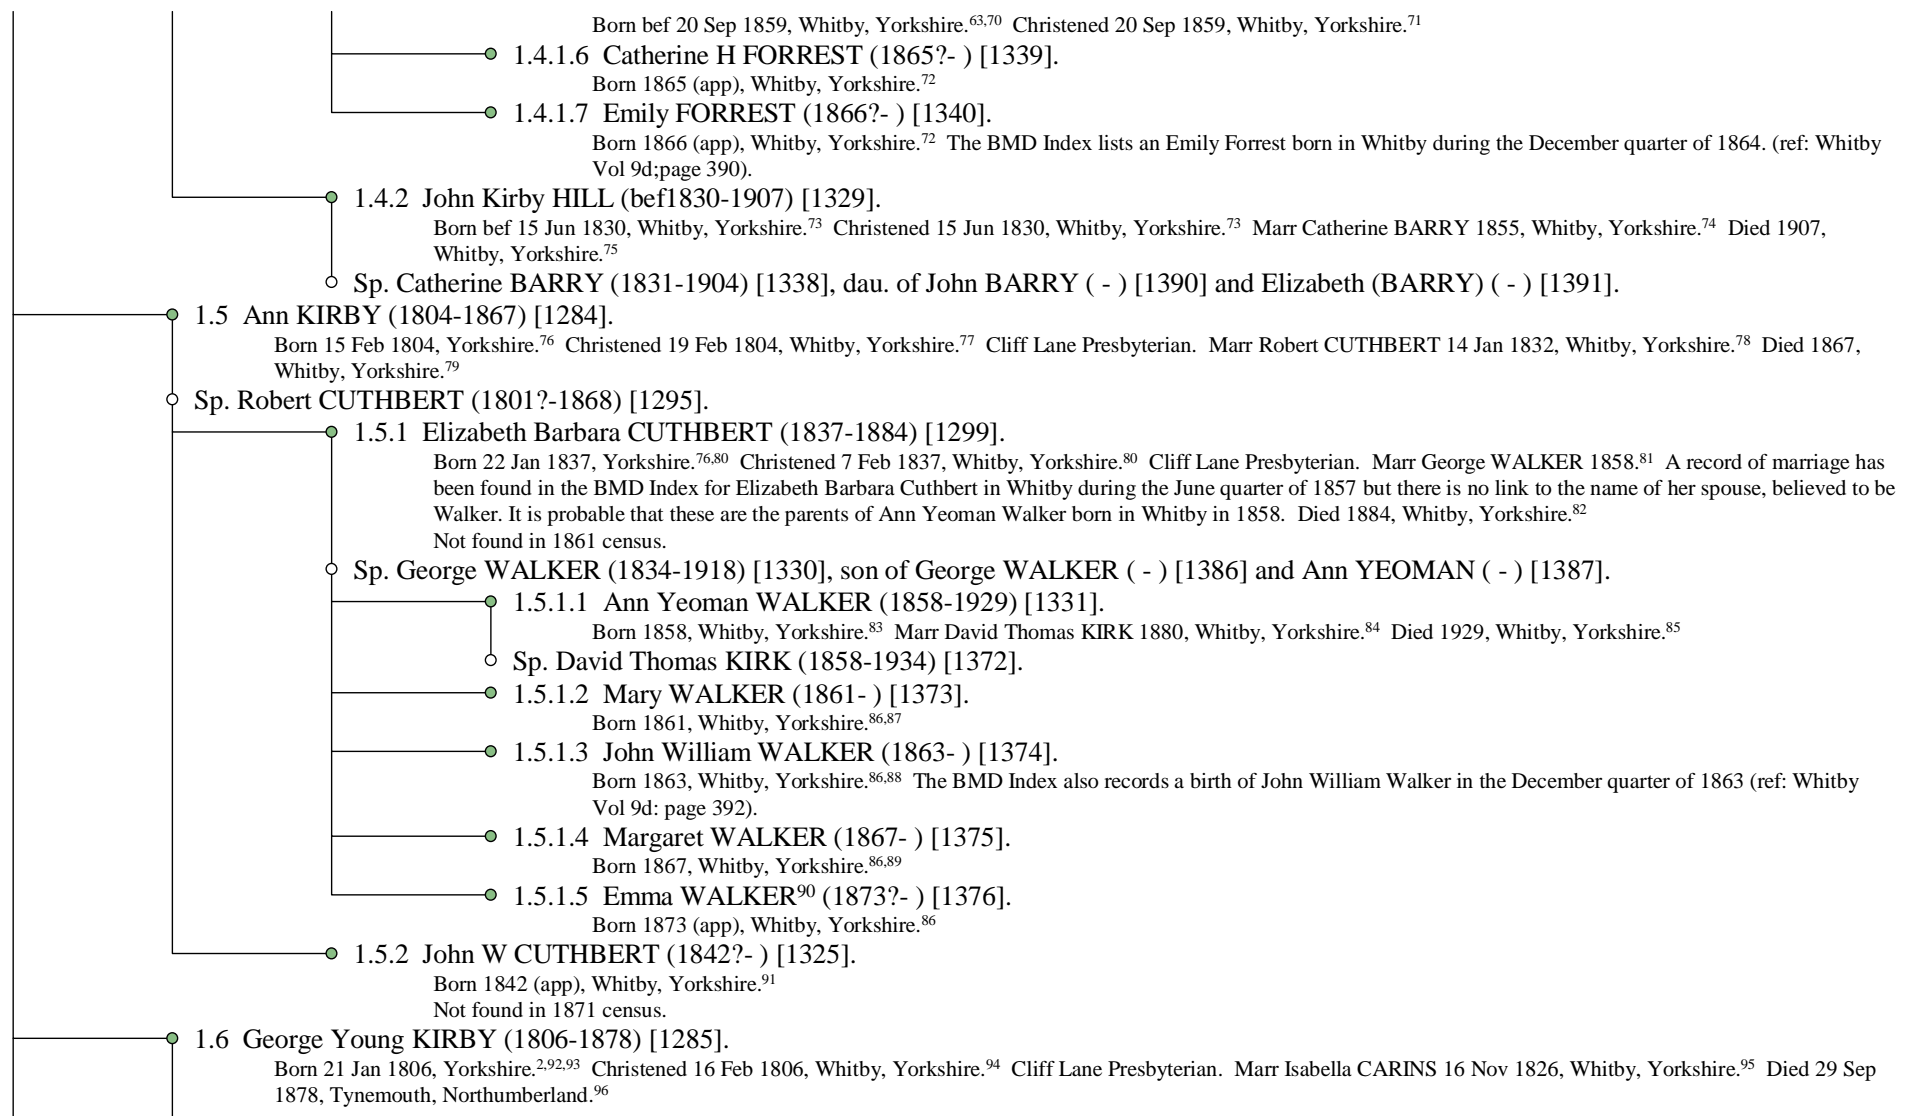 Born bef 20 Sep 1859, Whitby, Yorkshire.63,70 Christened 20 Sep 1859, Whitby, Yorkshire.71
1.4.1.6 Catherine H FORREST (1865?- ) [1339].
Born 1865 (app), Whitby, Yorkshire.72
1.4.1.7 Emily FORREST (1866?- ) [1340].
Born 1866 (app), Whitby, Yorkshire.72 The BMD Index lists an Emily Forrest born in Whitby during the December quarter of 1864. (ref: Whitby
Vol 9d;page 390).
1.4.2 John Kirby HILL (bef1830-1907) [1329].
Born bef 15 Jun 1830, Whitby, Yorkshire.73 Christened 15 Jun 1830, Whitby, Yorkshire.73 Marr Catherine BARRY 1855, Whitby, Yorkshire.74 Died 1907,
Whitby, Yorkshire.75
Sp. Catherine BARRY (1831-1904) [1338], dau. of John BARRY ( - ) [1390] and Elizabeth (BARRY) ( - ) [1391].
1.5 Ann KIRBY (1804-1867) [1284].
Born 15 Feb 1804, Yorkshire.76 Christened 19 Feb 1804, Whitby, Yorkshire.77 Cliff Lane Presbyterian. Marr Robert CUTHBERT 14 Jan 1832, Whitby, Yorkshire.78 Died 1867,
Whitby, Yorkshire.79
Sp. Robert CUTHBERT (1801?-1868) [1295].
1.5.1 Elizabeth Barbara CUTHBERT (1837-1884) [1299].
Born 22 Jan 1837, Yorkshire.76,80 Christened 7 Feb 1837, Whitby, Yorkshire.80 Cliff Lane Presbyterian. Marr George WALKER 1858.81 A record of marriage has
been found in the BMD Index for Elizabeth Barbara Cuthbert in Whitby during the June quarter of 1857 but there is no link to the name of her spouse, believed to be
Walker. It is probable that these are the parents of Ann Yeoman Walker born in Whitby in 1858. Died 1884, Whitby, Yorkshire.82
Not found in 1861 census.
Sp. George WALKER (1834-1918) [1330], son of George WALKER ( - ) [1386] and Ann YEOMAN ( - ) [1387].
1.5.1.1 Ann Yeoman WALKER (1858-1929) [1331].
Born 1858, Whitby, Yorkshire.83 Marr David Thomas KIRK 1880, Whitby, Yorkshire.84 Died 1929, Whitby, Yorkshire.85
Sp. David Thomas KIRK (1858-1934) [1372].
1.5.1.2 Mary WALKER (1861- ) [1373].
Born 1861, Whitby, Yorkshire.86,87
1.5.1.3 John William WALKER (1863- ) [1374].
Born 1863, Whitby, Yorkshire.86,88 The BMD Index also records a birth of John William Walker in the December quarter of 1863 (ref: Whitby
Vol 9d: page 392).
1.5.1.4 Margaret WALKER (1867- ) [1375].
Born 1867, Whitby, Yorkshire.86,89
1.5.1.5 Emma WALKER90 (1873?- ) [1376].
Born 1873 (app), Whitby, Yorkshire.86
1.5.2 John W CUTHBERT (1842?- ) [1325].
Born 1842 (app), Whitby, Yorkshire.91
Not found in 1871 census.
1.6 George Young KIRBY (1806-1878) [1285].
Born 21 Jan 1806, Yorkshire.2,92,93 Christened 16 Feb 1806, Whitby, Yorkshire.94 Cliff Lane Presbyterian. Marr Isabella CARINS 16 Nov 1826, Whitby, Yorkshire.95 Died 29 Sep
1878, Tynemouth, Northumberland.96